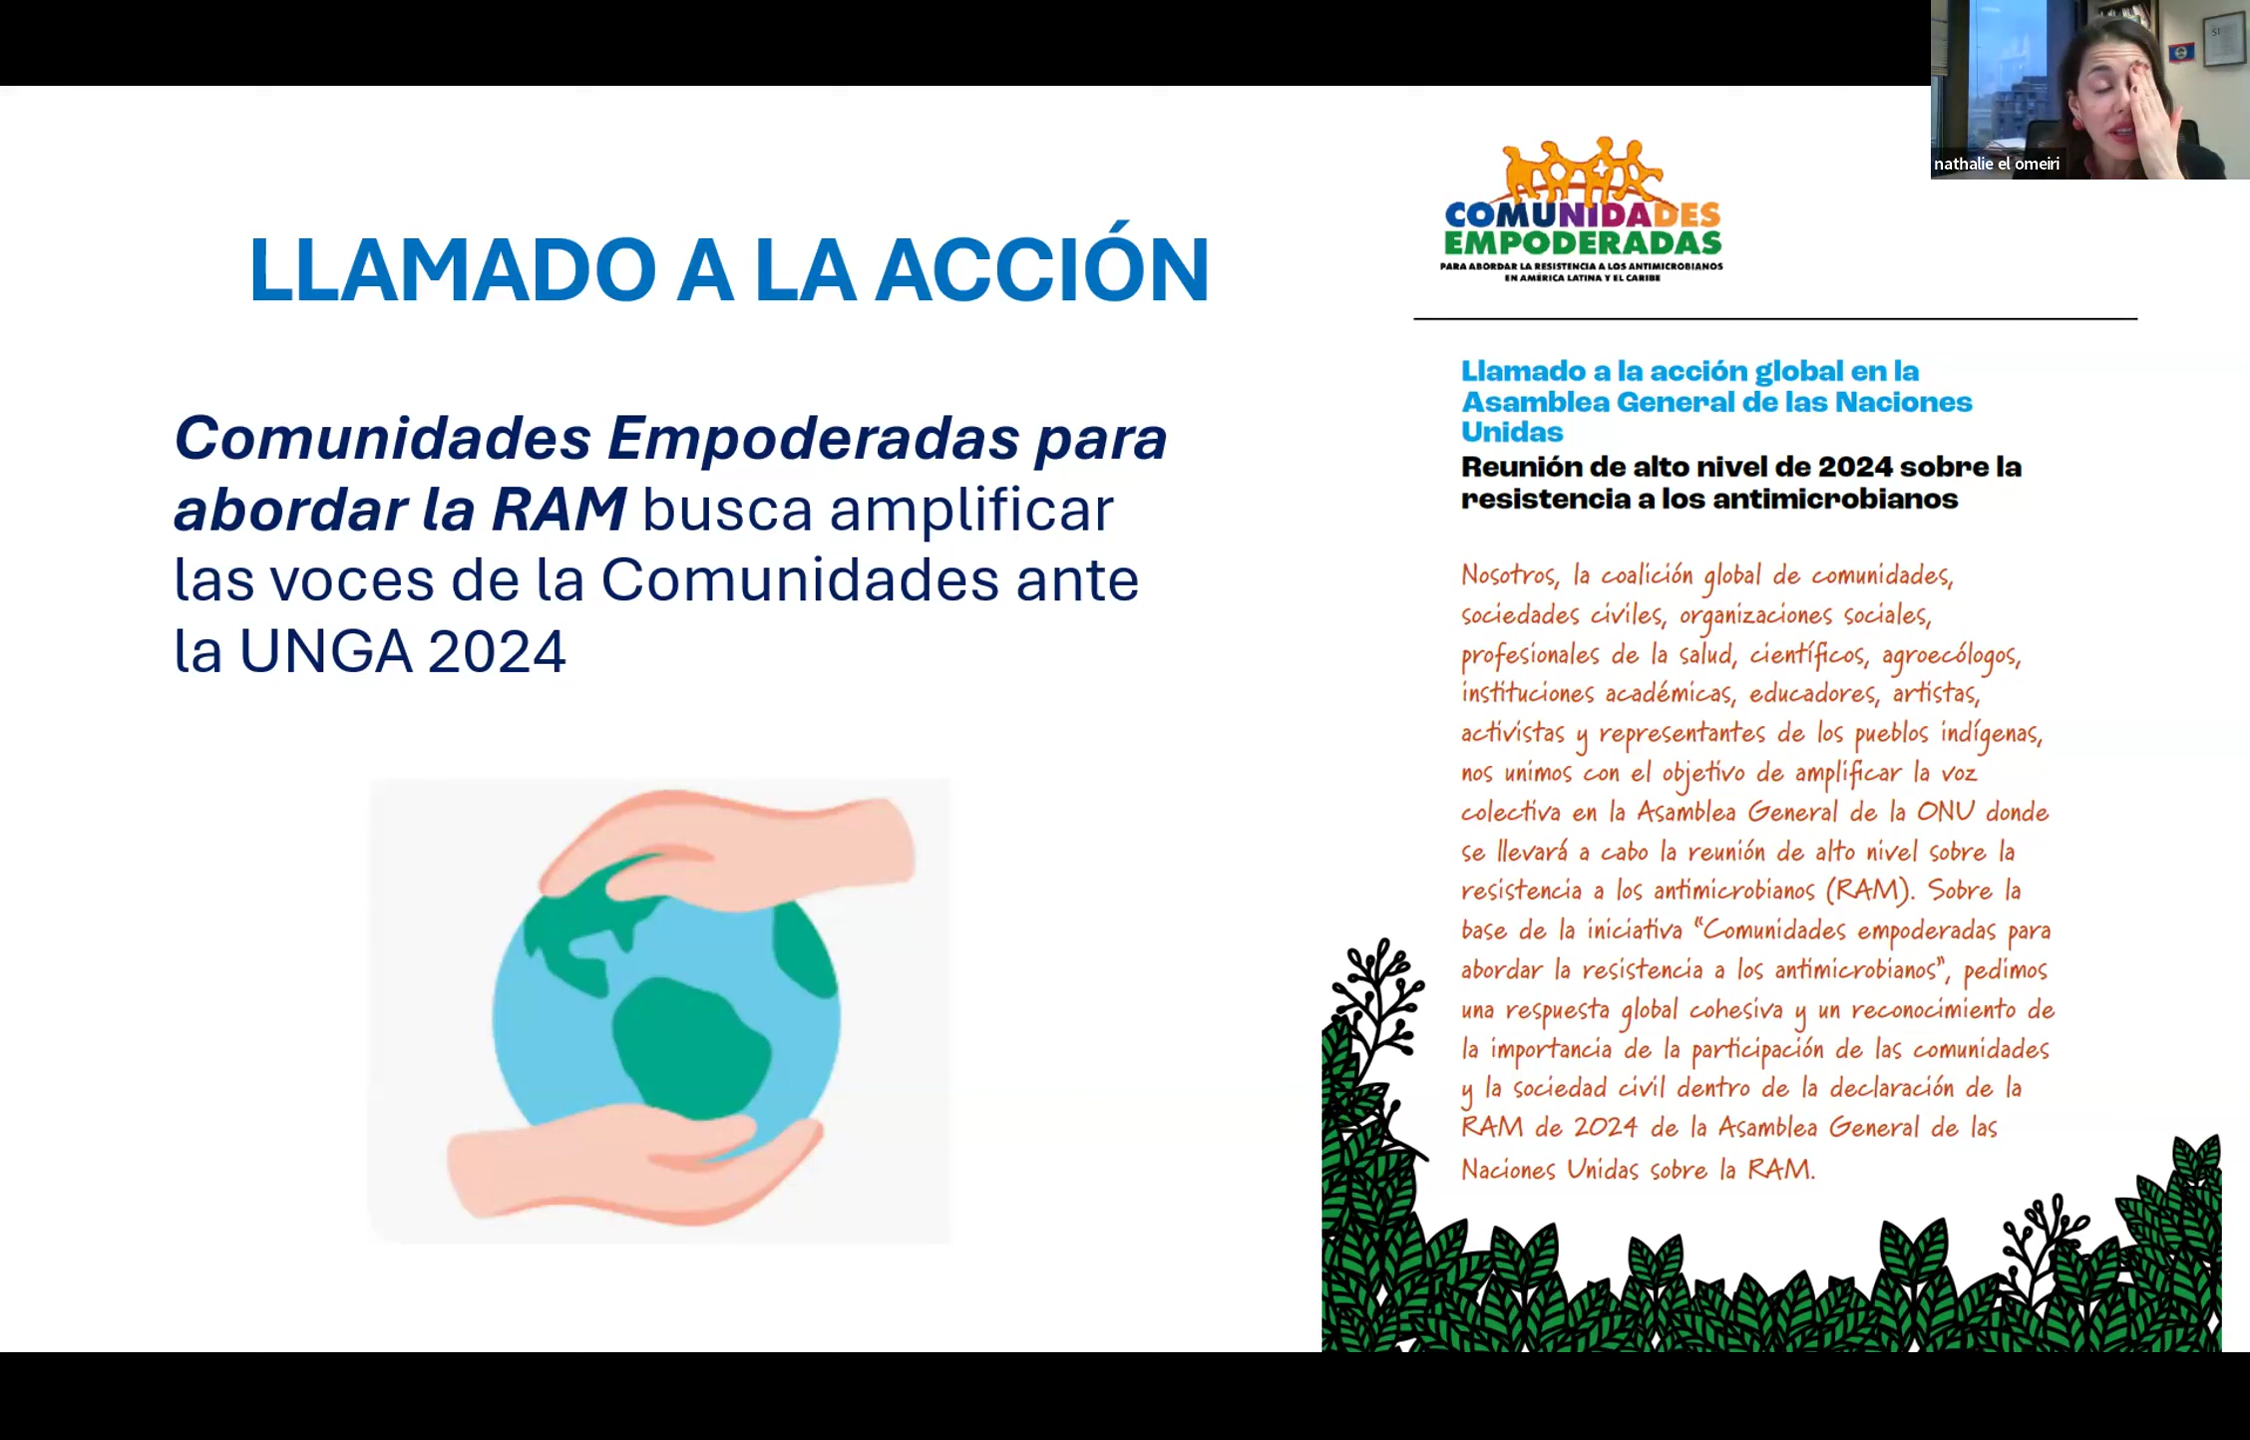 nathalie el omeiri
LLAMADO A LA ACCIÓN
Comunidades Empoderadas para
abordar la RAM busca amplificar
las voces de la Comunidades ante
la UNGA 2024
COMUNIDADES
EMPODERADAS
PARA ABORDAR LA RESISTENCIA A LOS ANTIMICROBIANOS
EN AMÉRICA LATINA Y EL CARIBE
Llamado a la acción global en la
Asamblea General de las Naciones
Unidas
Reunión de alto nivel de 2024 sobre la
resistencia a los antimicrobianos
Nosotros, la coalición global de comunidades,
sociedades civiles, organizaciones sociales,
profesionales de la salud, científicos, agroecólogos,
instituciones académicas, educadores, artistas,
activistas y representantes de los pueblos indígenas,
nos unimos con el objetivo de amplificar la voz
colectiva en la Asamblea General de la ONU donde
se llevará a cabo la reunión de alto nivel sobre la
resistencia a los antimicrobianos (RAM). Sobre la
base de la iniciativa “Comunidades empoderadas para
abordar la resistencia a los antimicrobianos”, pedimos
una respuesta global cohesiva y un reconocimiento de
la importancia de la participación de las comunidades
y la sociedad civil dentro de la declaración de la
RAM de 2024 de la Asamblea General de las
Naciones Unidas sobre la RAM.